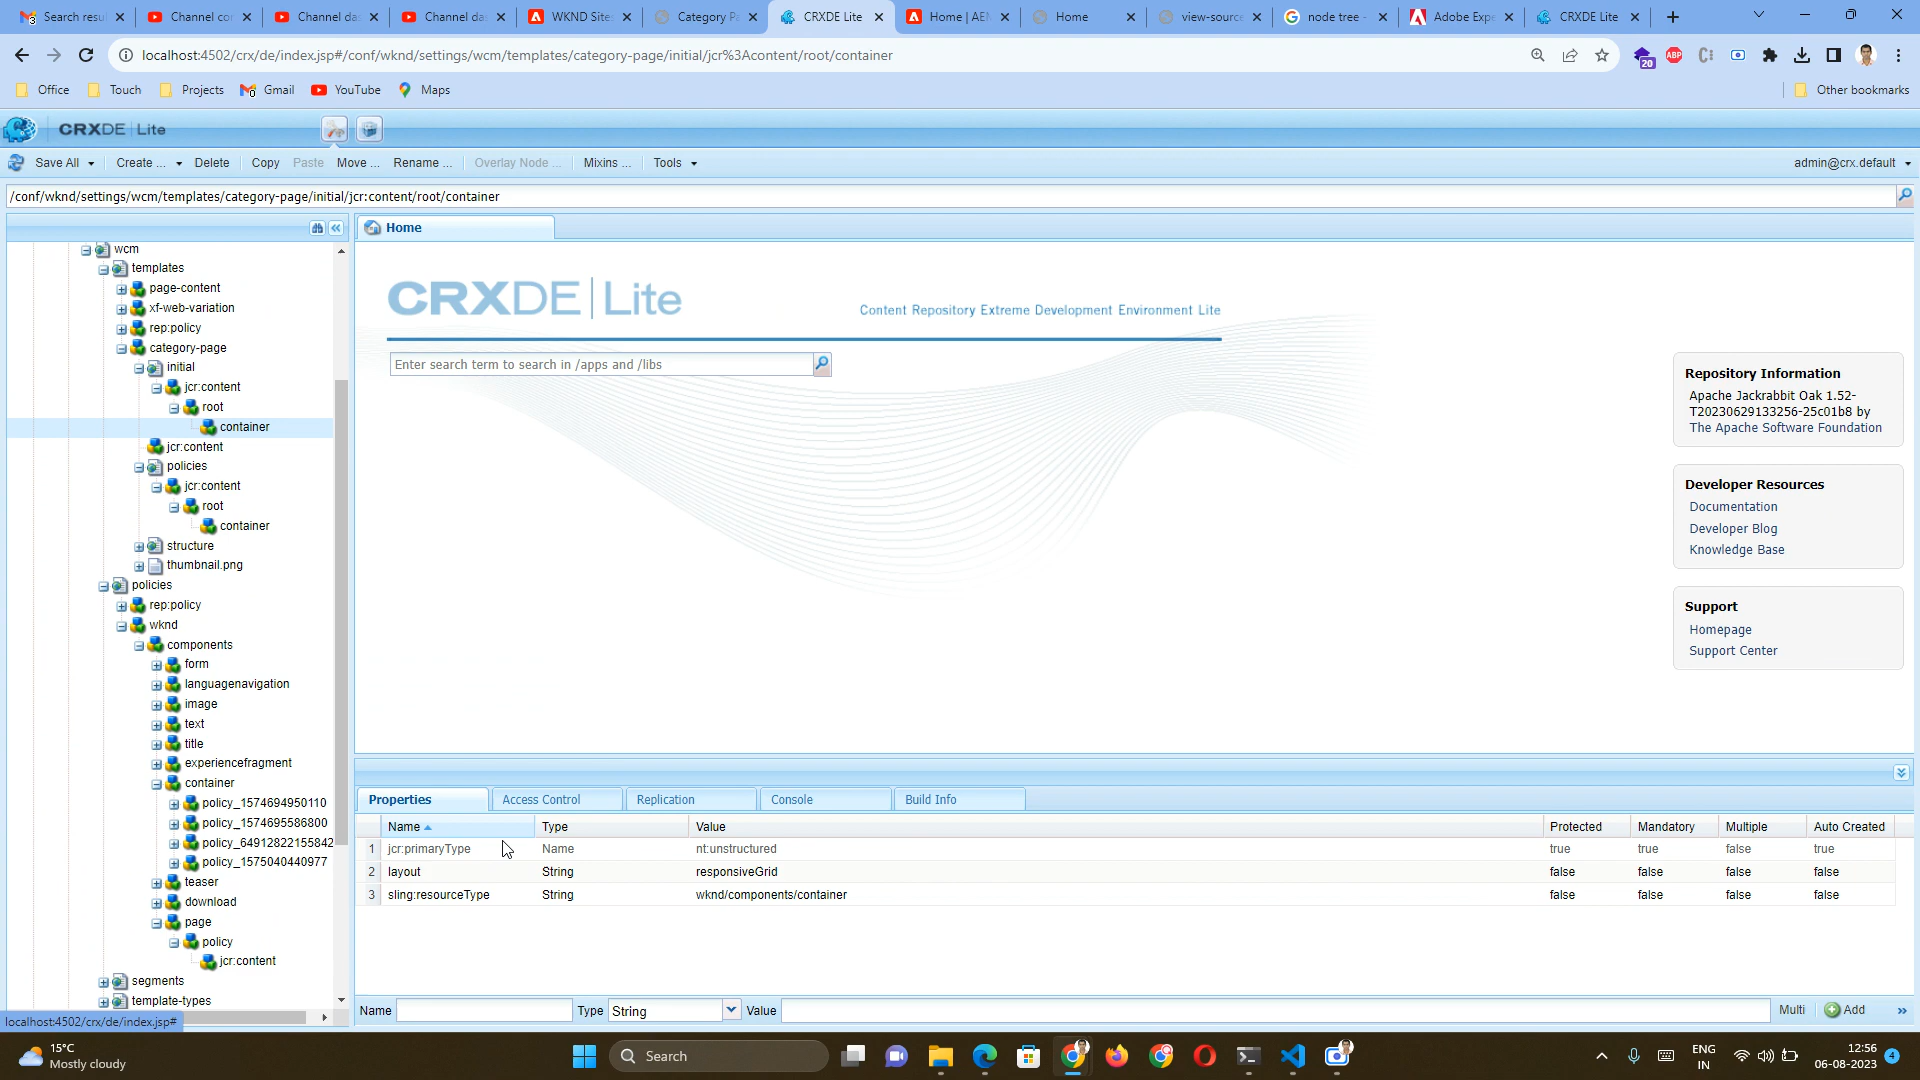 Search resu
Channel co
Channel da
Channel da
WKND Site
Category P
CRXDE Lite
Home | AE
Home
view-sourc
node tree -
Adobe Exp
CRXDE Lite
localhost:4502/crx/de/index.jsp#/conf/wknd/settings/wcm/templates/category-page/initial/jcr%3Acontent/root/container
20
ABP
Office
Touch
Projects
Gmail
YouTube
Maps
Other bookmarks
CRXDE | Lite
Save All
Create ...
Delete
Copy
Paste
Move ...
Rename ...
Overlay Node ...
Mixins ...
Tools
admin@crx.default
/conf/wknd/settings/wcm/templates/category-page/initial/jcr:content/root/container
Home
wcm
templates
page-content
xf-web-variation
rep:policy
category-page
initial
jcr:content
root
container
jcr:content
policies
jcr:content
root
container
structure
thumbnail.png
policies
rep:policy
wknd
components
form
languagenavigation
image
text
title
experiencefragment
container
policy_1574694950110
policy_1574695586800
policy_64912822155842
policy_1575040440977
teaser
download
page
policy
jcr:content
segments
template-types
localhost:4502/crx/de/index.jsp#
CRXDE | Lite
Content Repository Extreme Development Environment Lite
Enter search term to search in /apps and /libs
Repository Information
Apache Jackrabbit Oak 1.52-
T20230629133256-25c01b8 by
The Apache Software Foundation
Developer Resources
Documentation
Developer Blog
Knowledge Base
Support
Homepage
Support Center
Properties
Access Control
Replication
Console
Build Info
Name Type Value Protected Mandatory Multiple Auto Created
1 jcr:primaryType Name nt:unstructured true true false true
2 layout String responsiveGrid false false false false
3 sling:resourceType String wknd/components/container false false false false
Name
Type
String
Value
Multi
Add
15°C
Mostly cloudy
Search
ENG
IN
12:56
06-08-2023
4